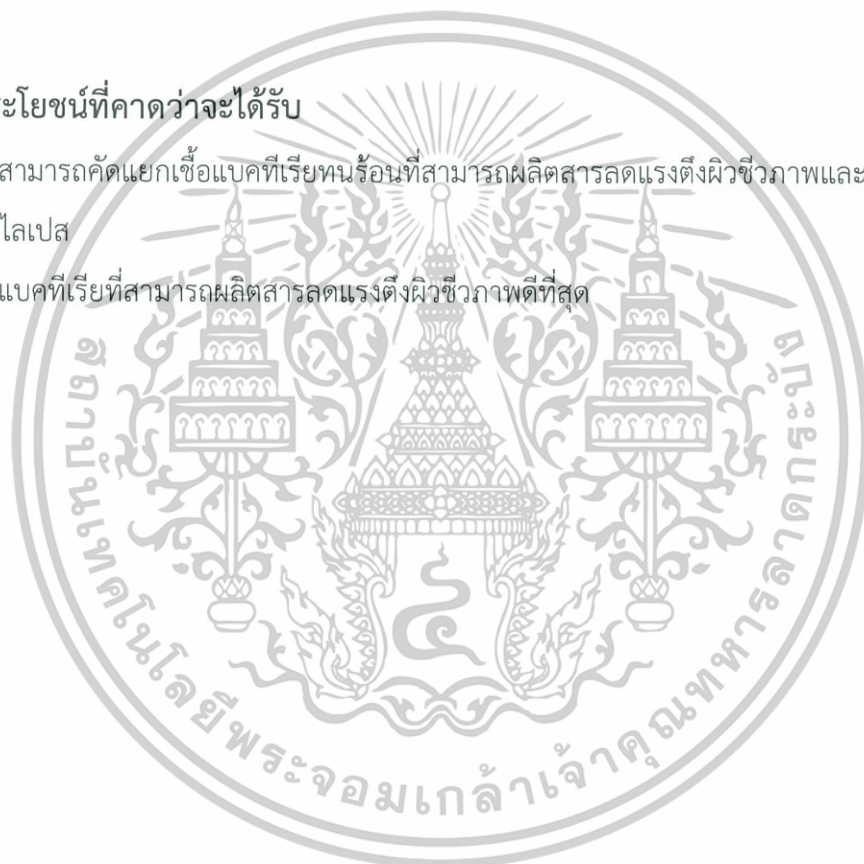 ะโยชน์ที่คาดว่าจะได้รับ
สามารถคัดแยกเชื้อแบคทีเรียทนร้อนที่สามารถผลิตสารลดแรงตึงผิวชีวภาพและ
ไลเปส
แบคทีเรียที่สามารถผลิตสารลดแรงตึงผิวชีวภาพดีที่สุด
สถาบันเทคโนโลยีพระจอมเกล้าเจ้าคุณทหารลาดกระบัง